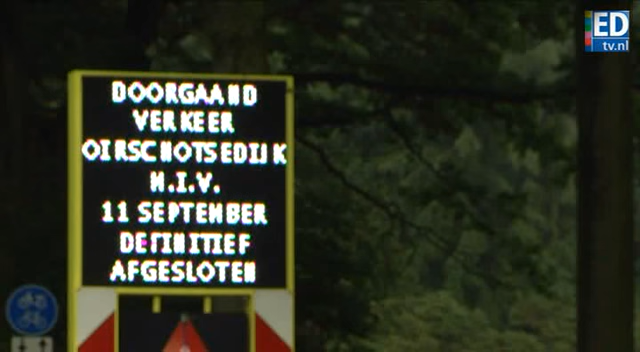 DOORGAAND
VERKEER
OIRSCHOTSEDIJK
M.I.V.
11 SEPTEMBER
DEFINITIEF
AFGESLOTEN
ED
tv.nl